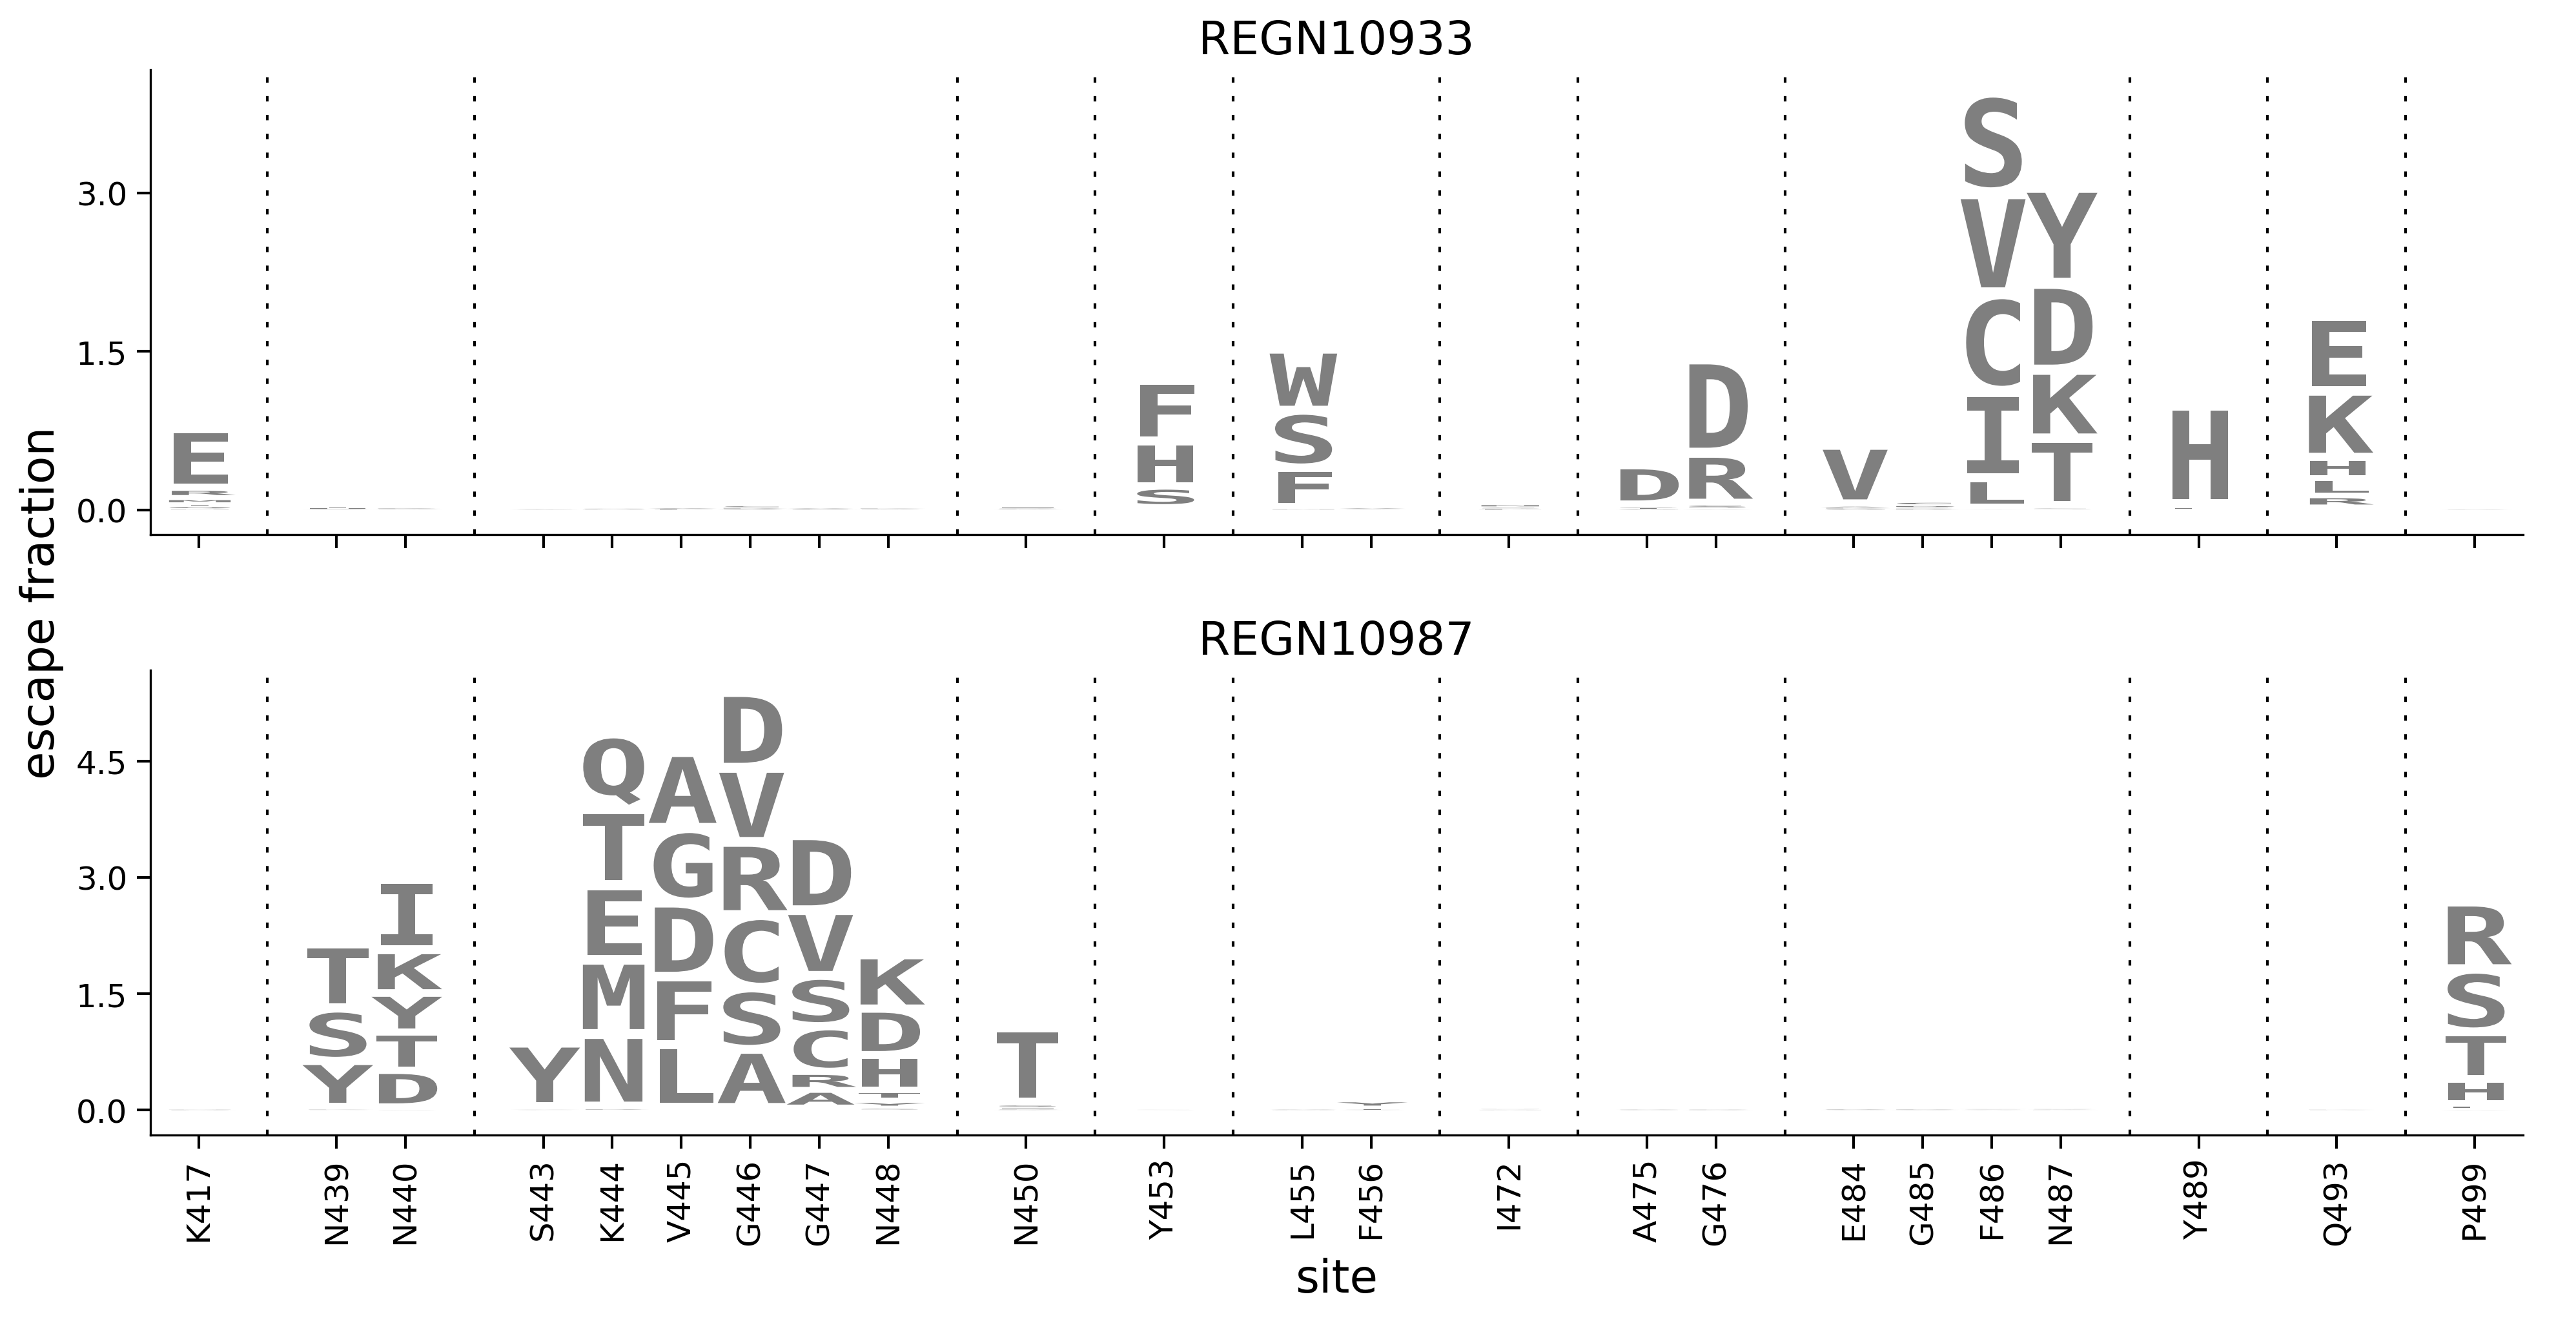 REGN10933
escape fraction
3.0
1.5
0.0
E
R
F
H
S
W
S
F
D
D
R
V
S
V
C
I
L
Y
D
K
T
H
E
K
H
L
R
REGN10987
4.5
3.0
1.5
0.0
T
S
Y
I
K
Y
T
D
Y
Q
T
E
M
N
A
G
D
F
L
D
V
R
C
S
A
D
V
S
C
R
A
K
D
H
T
R
S
T
H
K417 N439 N440 S443 K444 V445 G446 G447 N448 N450 Y453 L455 F456 I472 A475 G476 E484 G485 F486 N487 Y489 Q493 P499
site